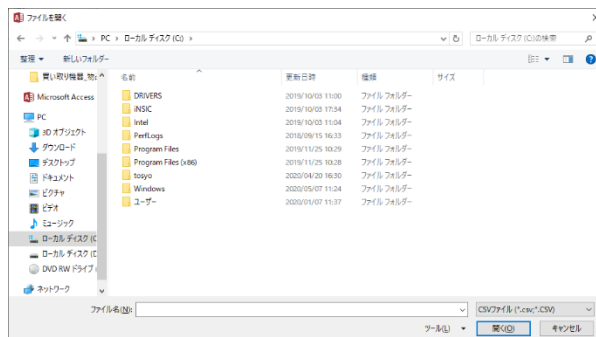 ファイルを開く
PC › ローカル ディスク (C:) ›
ローカル ディスク (C:)の検索
整理 新しいフォルダー
名前 更新日時 種類 サイズ
DRIVERS 2019/10/03 11:00 ファイル フォルダー
iNSIC 2019/10/03 17:34 ファイル フォルダー
Intel 2019/10/03 11:04 ファイル フォルダー
PerfLogs 2018/09/15 16:33 ファイル フォルダー
Program Files 2019/11/25 10:29 ファイル フォルダー
Program Files (x86) 2019/11/25 10:28 ファイル フォルダー
tosyo 2020/04/20 16:30 ファイル フォルダー
Windows 2020/05/07 11:24 ファイル フォルダー
ユーザー 2020/01/07 11:37 ファイル フォルダー
買い取り機器_
Microsoft Access
PC
3D オブジェクト
ダウンロード
デスクトップ
ドキュメント
ピクチャ
ビデオ
ミュージック
ローカル ディスク (C
ローカル ディスク (D
DVD RW ドライブ
ネットワーク
ファイル名(N):
CSVファイル (*.csv;*.CSV)
ツール(L) 開く(O) キャンセル